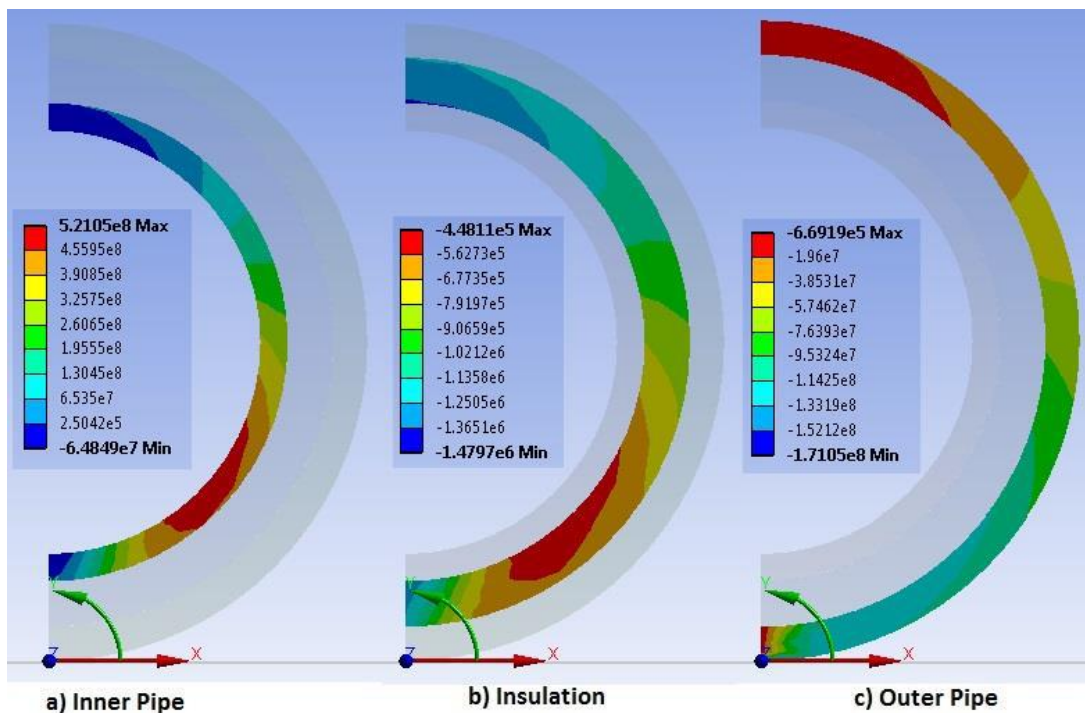 5.2105e8 Max
4.5595e8
3.9085e8
3.2575e8
2.6065e8
1.9555e8
1.3045e8
6.535e7
2.5042e5
-6.4849e7 Min
Y
Z
X
a) Inner Pipe
-4.4811e5 Max
-5.6273e5
-6.7735e5
-7.9197e5
-9.0659e5
-1.0212e6
-1.1358e6
-1.2505e6
-1.3651e6
-1.4797e6 Min
Y
Z
X
b) Insulation
-6.6919e5 Max
-1.96e7
-3.8531e7
-5.7462e7
-7.6393e7
-9.5324e7
-1.1425e8
-1.3319e8
-1.5212e8
-1.7105e8 Min
Y
Z
X
c) Outer Pipe